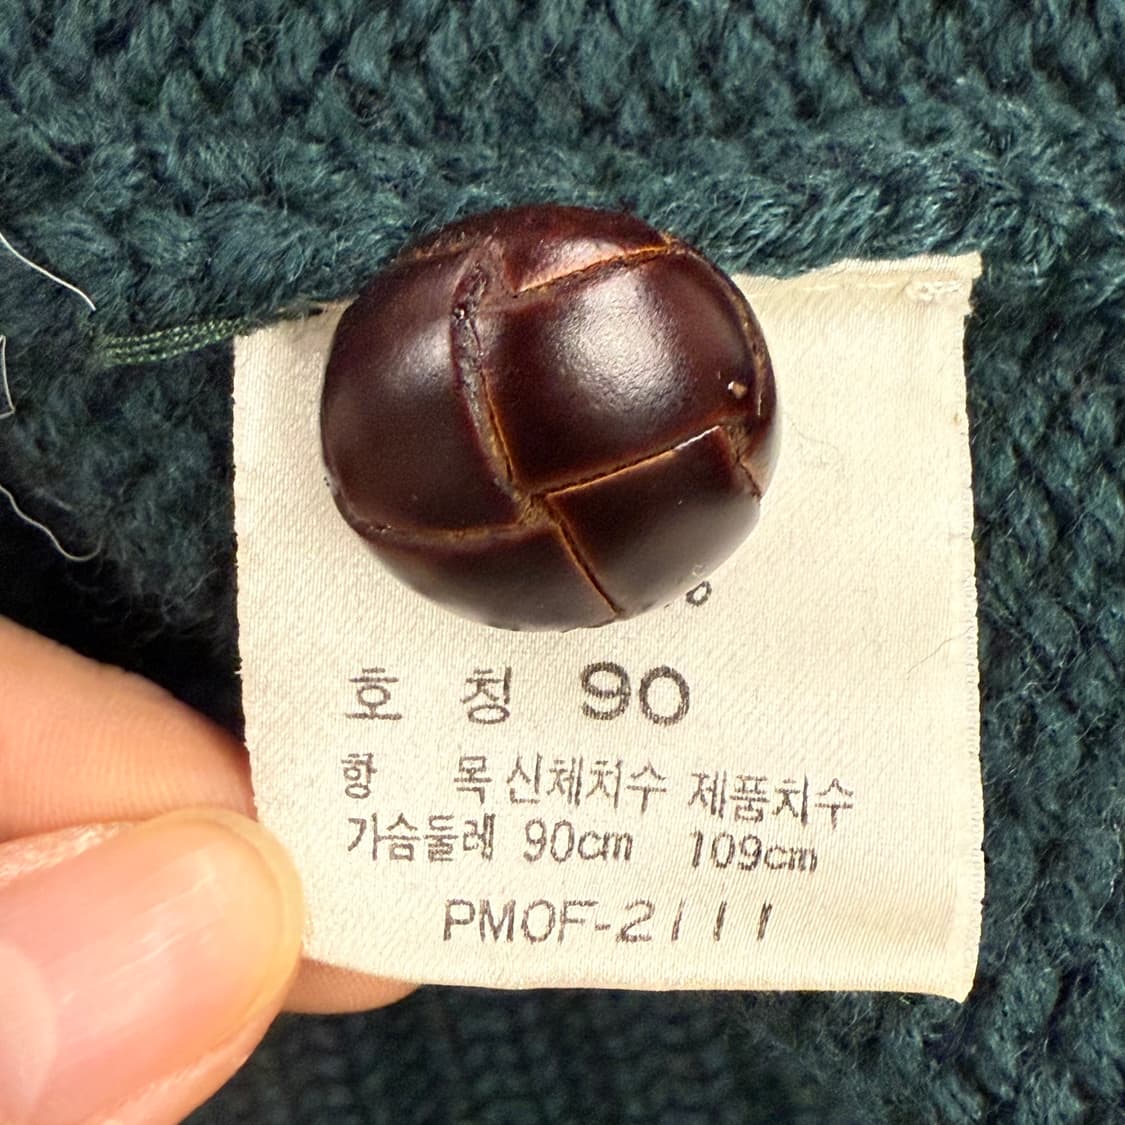 호 칭 90
항 목 신체치수 제품치수
가슴둘레 90cm 109cm
PMOF-2111